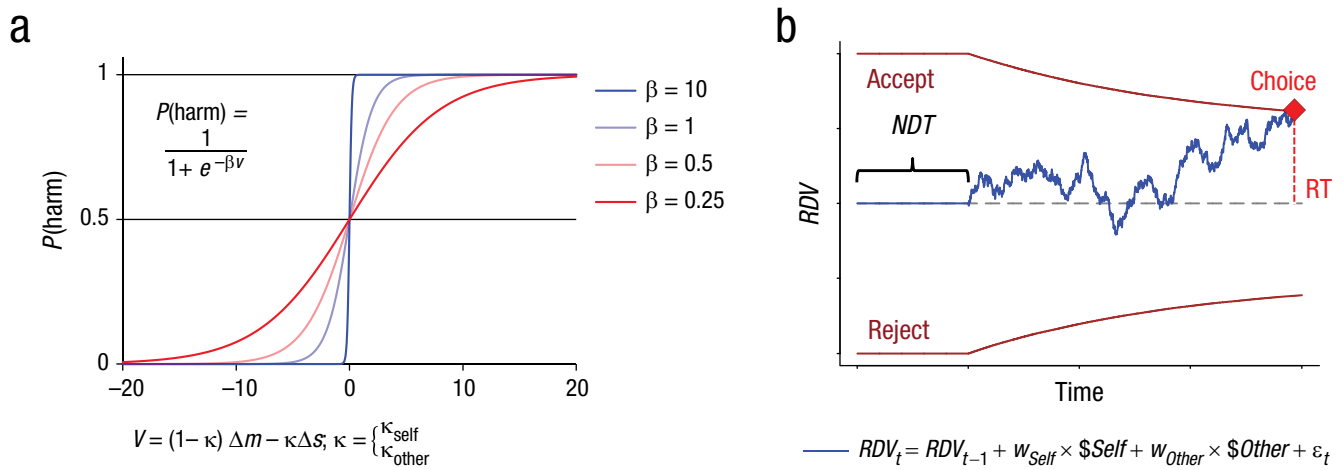 a
P(harm) =
1
1+ e^–βv
P(harm)
1
0.5
0
–20
–10
0
10
20
β = 10
β = 1
β = 0.5
β = 0.25
V = (1– κ) Δm – κΔs; κ = {κ_self
κ_other
b
Accept
Choice
NDT
RDV
RT
Reject
Time
RDV_t = RDV_t–1 + w_Self × $Self + w_Other × $Other + ε_t